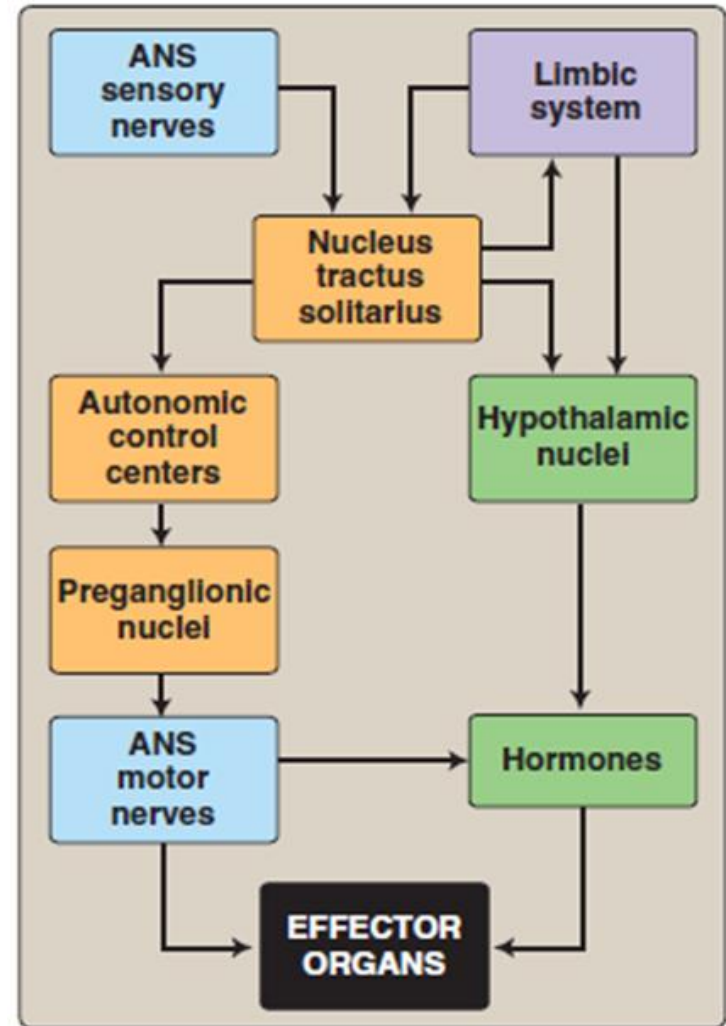 ANS
sensory
nerves
Limbic
system
Nucleus
tractus
solitarius
Autonomic
control
centers
Hypothalamic
nuclei
Preganglionic
nuclei
ANS
motor
nerves
Hormones
EFFECTOR
ORGANS